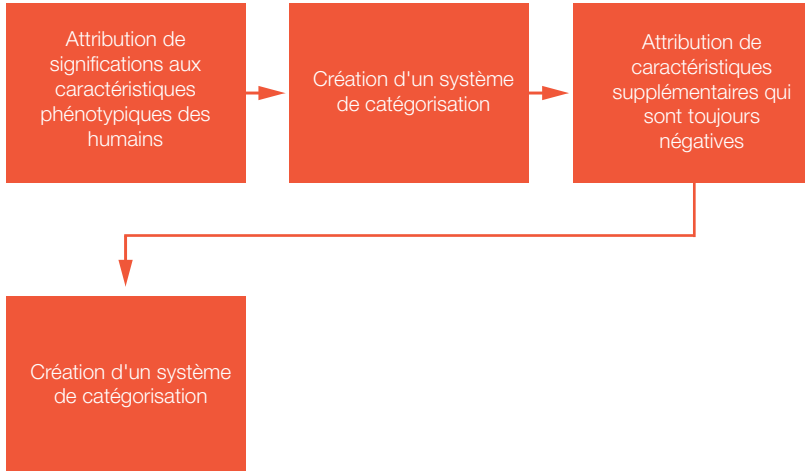 Attribution de
significations aux
caractéristiques
phénotypiques des
humains
Création d'un système
de catégorisation
Attribution de
caractéristiques
supplémentaires qui
sont toujours
négatives
Création d'un système
de catégorisation